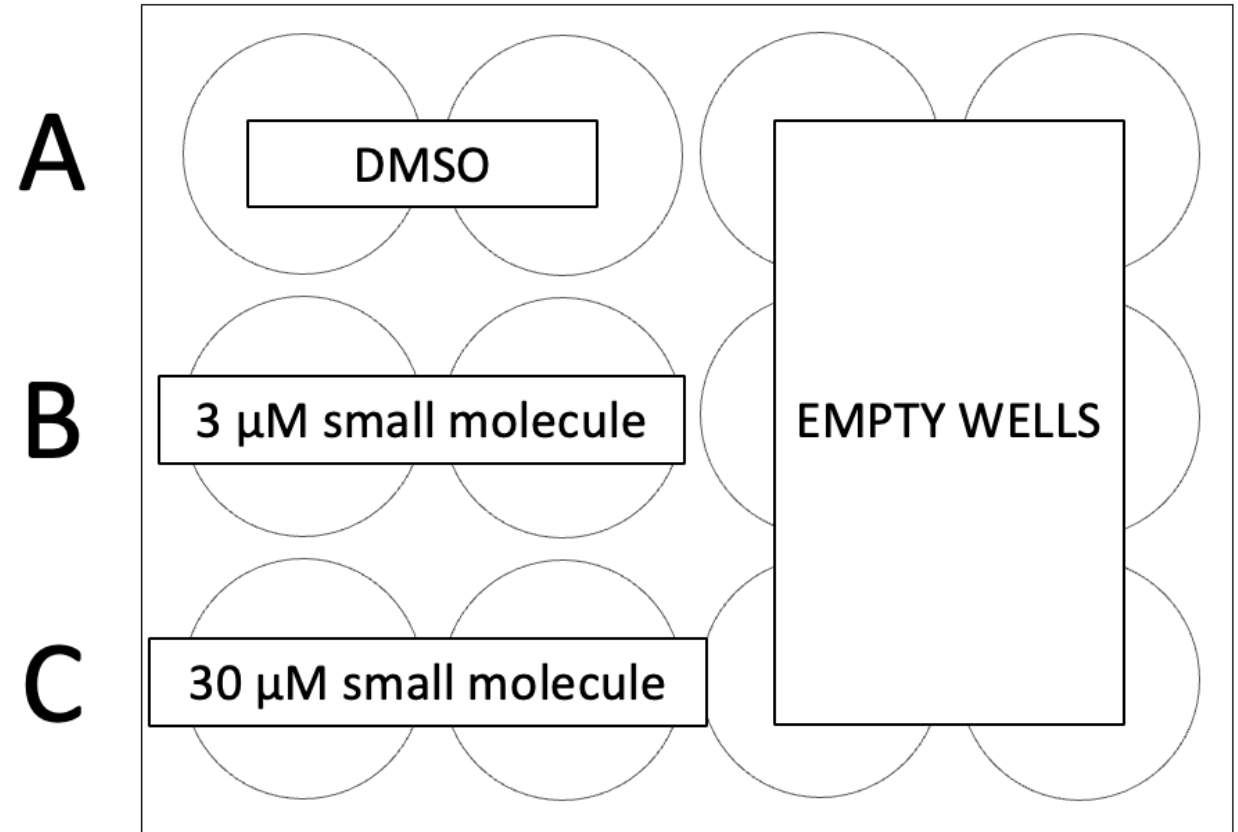 A
DMSO
B
3 µM small molecule
EMPTY WELLS
C
30 µM small molecule